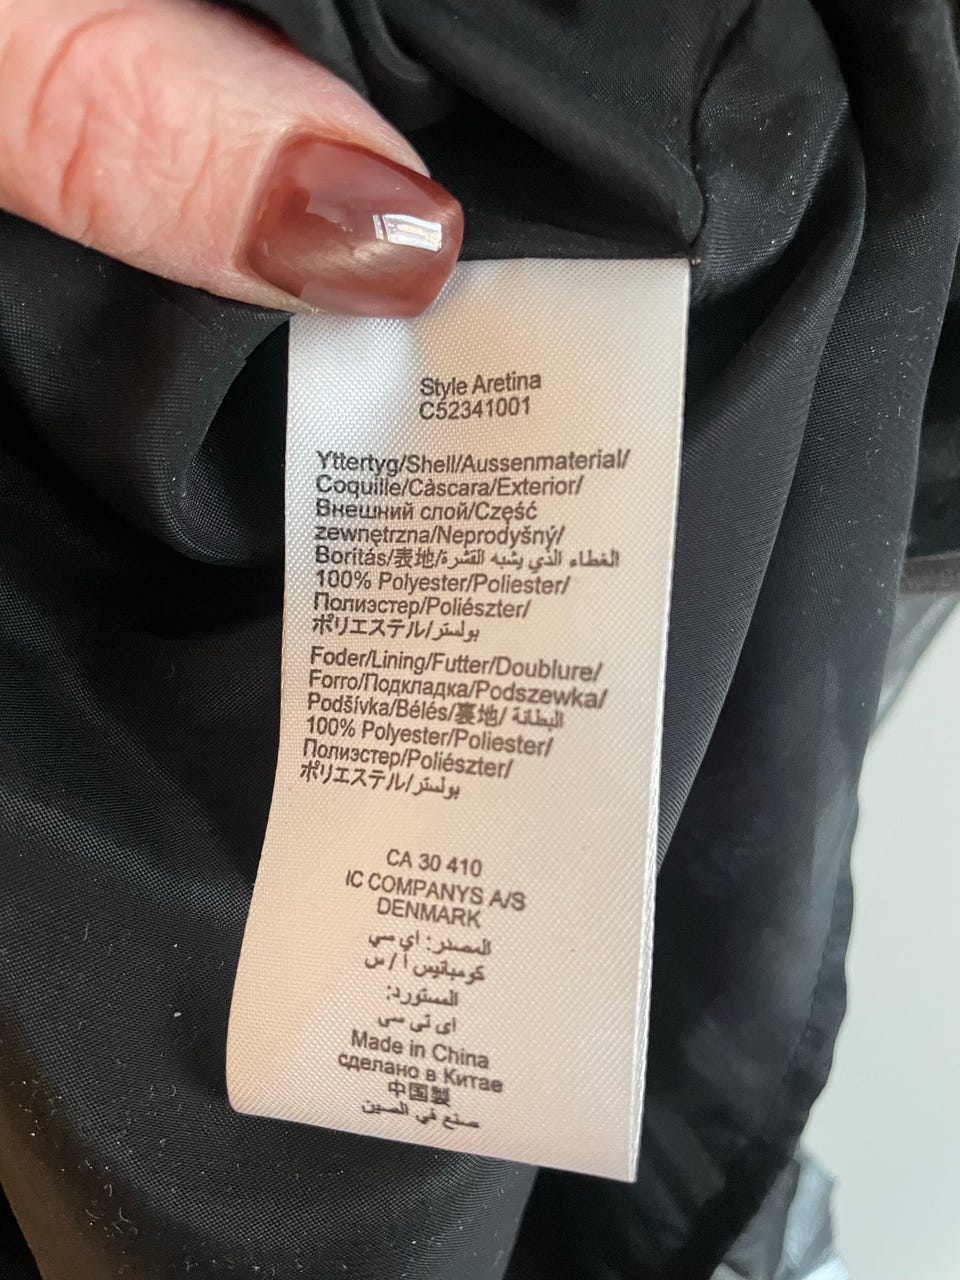 Style Aretina
C52341001
Yttertyg/Shell/Aussenmaterial/
Coquille/Càscara/Exterior/
Внешний слой/Część
zewnętrzna/Neprodyšný/
Borítás/表地/الغطاء الذي يشبه القشرة
100% Polyester/Poliester/
Полиэстер/Poliészter/
ポリエステル/بولستر
Foder/Lining/Futter/Doublure/
Forro/Подкладка/Podszewka/
Podšívka/Bélés/裏地/البطانة
100% Polyester/Poliester/
Полиэстер/Poliészter/
ポリエステル/بولستر
CA 30 410
IC COMPANYS A/S
DENMARK
المصدر: اي سي
كومبانيس أ / س
المستورد:
اى تى سى
Made in China
сделано в Китае
中国製
صنع في الصين